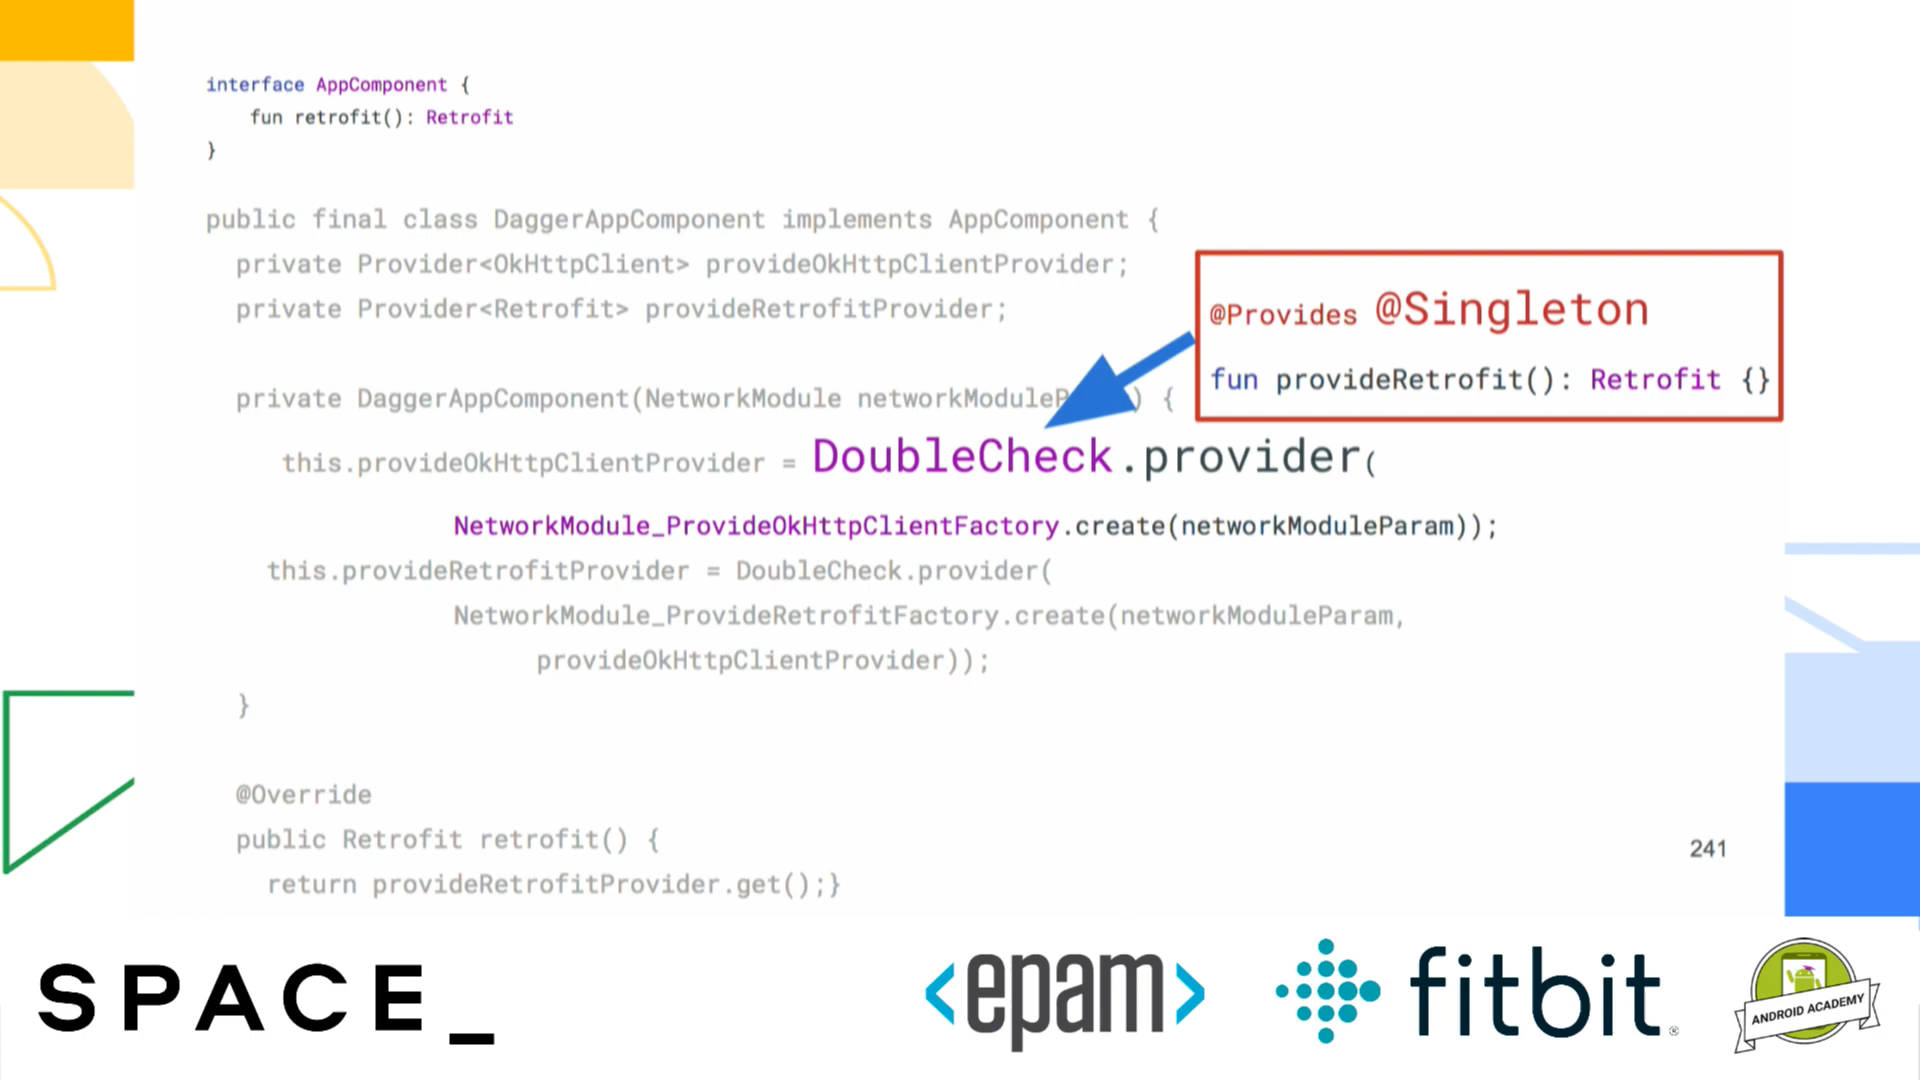 interface AppComponent {
fun retrofit(): Retrofit
}
public final class DaggerAppComponent implements AppComponent {
private Provider<OkHttpClient> provideOkHttpClientProvider;
private Provider<Retrofit> provideRetrofitProvider;
@Provides @Singleton
fun provideRetrofit(): Retrofit {}
private DaggerAppComponent(NetworkModule ) {
this.provideOkHttpClientProvider = DoubleCheck.provider(
NetworkModule_ProvideOkHttpClientFactory.create(networkModuleParam));
this.provideRetrofitProvider = DoubleCheck.provider(
NetworkModule_ProvideRetrofitFactory.create(networkModuleParam,
provideOkHttpClientProvider));
}
@Override
public Retrofit retrofit() {
return provideRetrofitProvider.get();}
241
SPACE_
<epam>
fitbit®
ANDROID ACADEMY